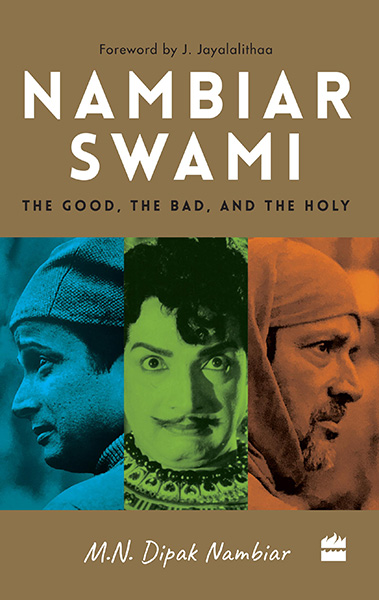 Foreword by J. Jayalalithaa
NAMBIAR
SWAMI
THE GOOD, THE BAD, AND THE HOLY
M.N. Dipak Nambiar